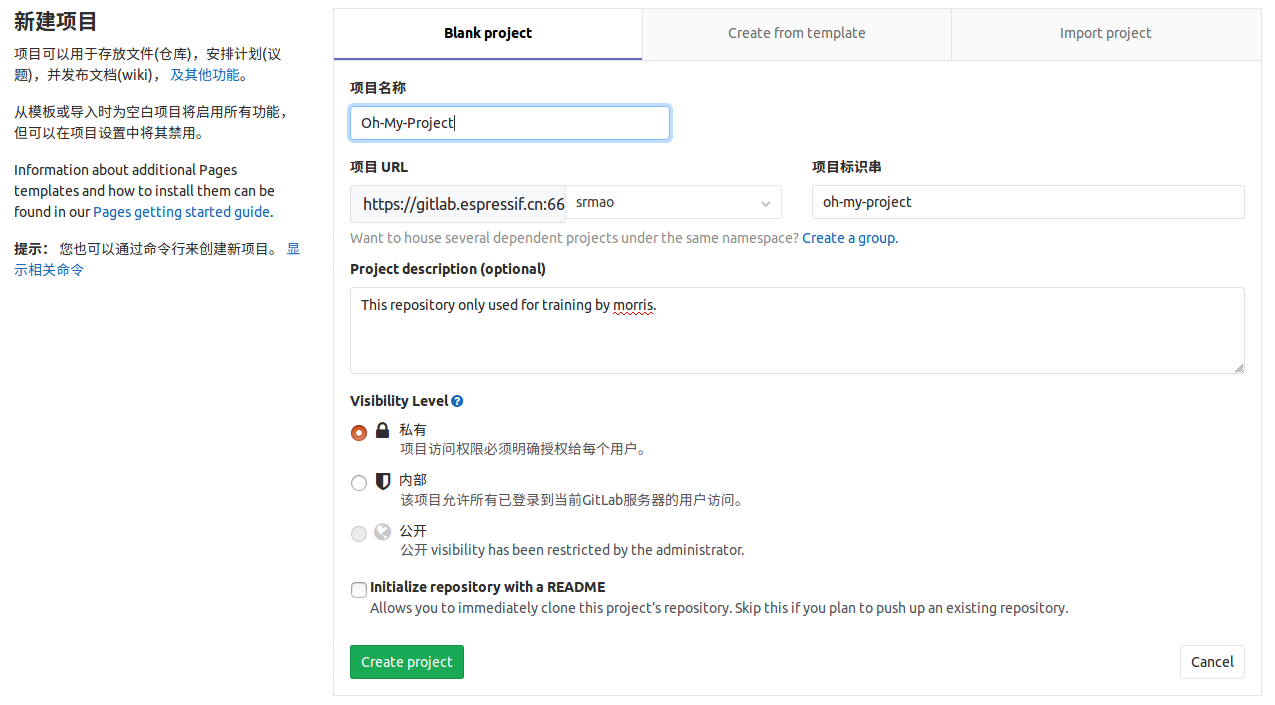 新建项目
项目可以用于存放文件(仓库)，安排计划(议
题)，并发布文档(wiki)， 及其他功能。
从模板或导入时为空白项目将启用所有功能，
但可以在项目设置中将其禁用。
Information about additional Pages
templates and how to install them can be
found in our Pages getting started guide.
提示： 您也可以通过命令行来创建新项目。 显
示相关命令
Blank project
Create from template
Import project
项目名称
Oh-My-Project
项目 URL
项目标识串
https://gitlab.espressif.cn:66
srmao
oh-my-project
Want to house several dependent projects under the same namespace? Create a group.
Project description (optional)
This repository only used for training by morris.
Visibility Level
私有
项目访问权限必须明确授权给每个用户。
内部
该项目允许所有已登录到当前GitLab服务器的用户访问。
公开
公开 visibility has been restricted by the administrator.
Initialize repository with a README
Allows you to immediately clone this project’s repository. Skip this if you plan to push up an existing repository.
Create project
Cancel